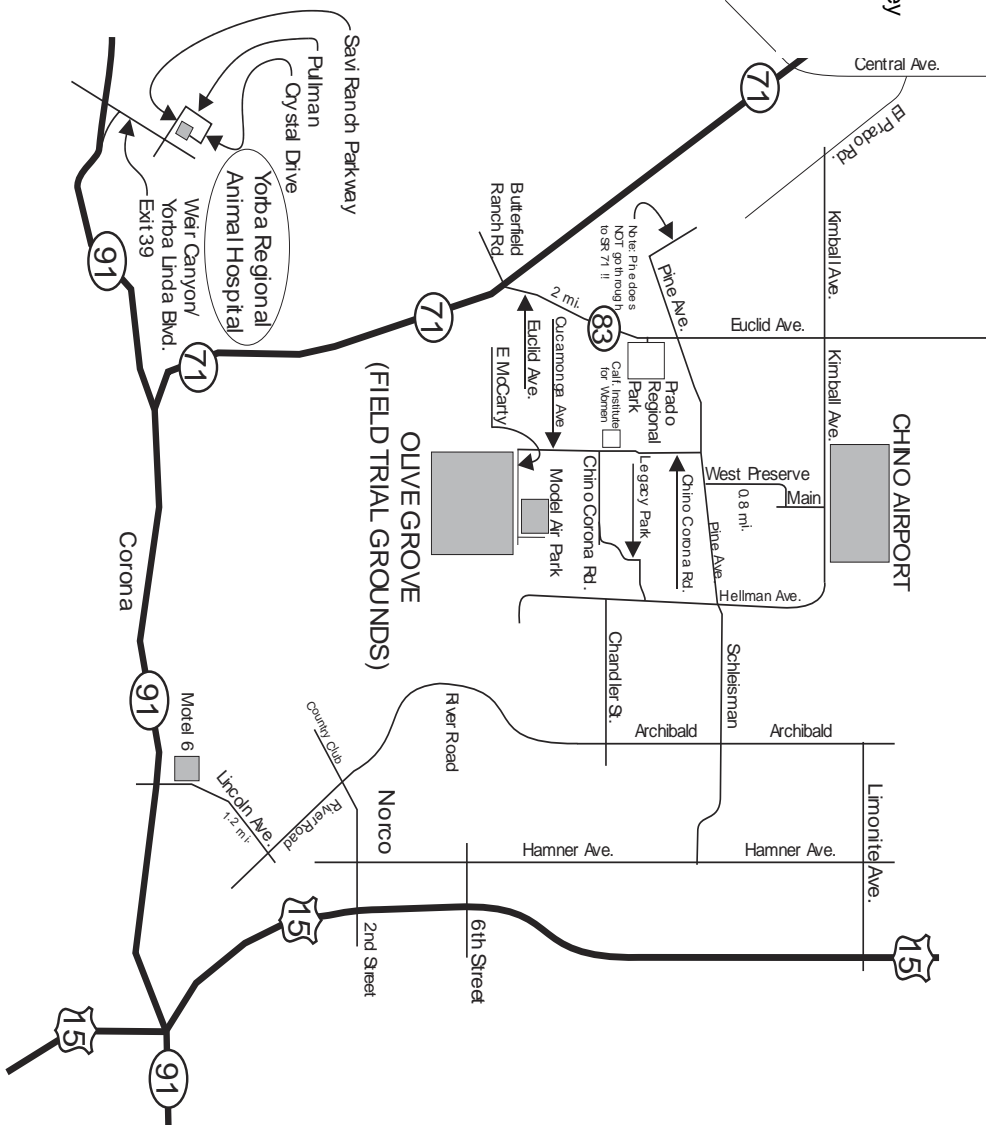 ey
Central Ave.
El Prado Rd.
71
Kimball Ave.
Euclid Ave.
Kimball Ave.
CHINO AIRPORT
Savi Ranch Parkway
Pullman
Crystal Drive
Yorba Regional
Animal Hospital
Weir Canyon/
Yorba Linda Blvd.
Exit 39
91
Butterfield
Ranch Rd.
Note: Pine does
NOT go through
to SR 71 !!
Pine Ave.
2 mi.
83
71
Euclid Ave.
Cucamonga Ave
E McCarty
Prado
Regional
Park
Calf. Institute
for Women
71
West Preserve
Main
0.8 mi.
Pine Ave.
Chino Corona Rd.
Legacy Park
Chino Corona Rd.
Model Air Park
OLIVE GROVE
(FIELD TRIAL GROUNDS)
Hellman Ave.
Corona
Chandler St.
Schleisman
Archibald
Archibald
River Road
Country Club
91
Motel 6
Lincoln Ave.
1.2 mi.
River Road
Norco
Hamner Ave.
Hamner Ave.
Limonite Ave.
15
2nd Street
6th Street
15
15
91